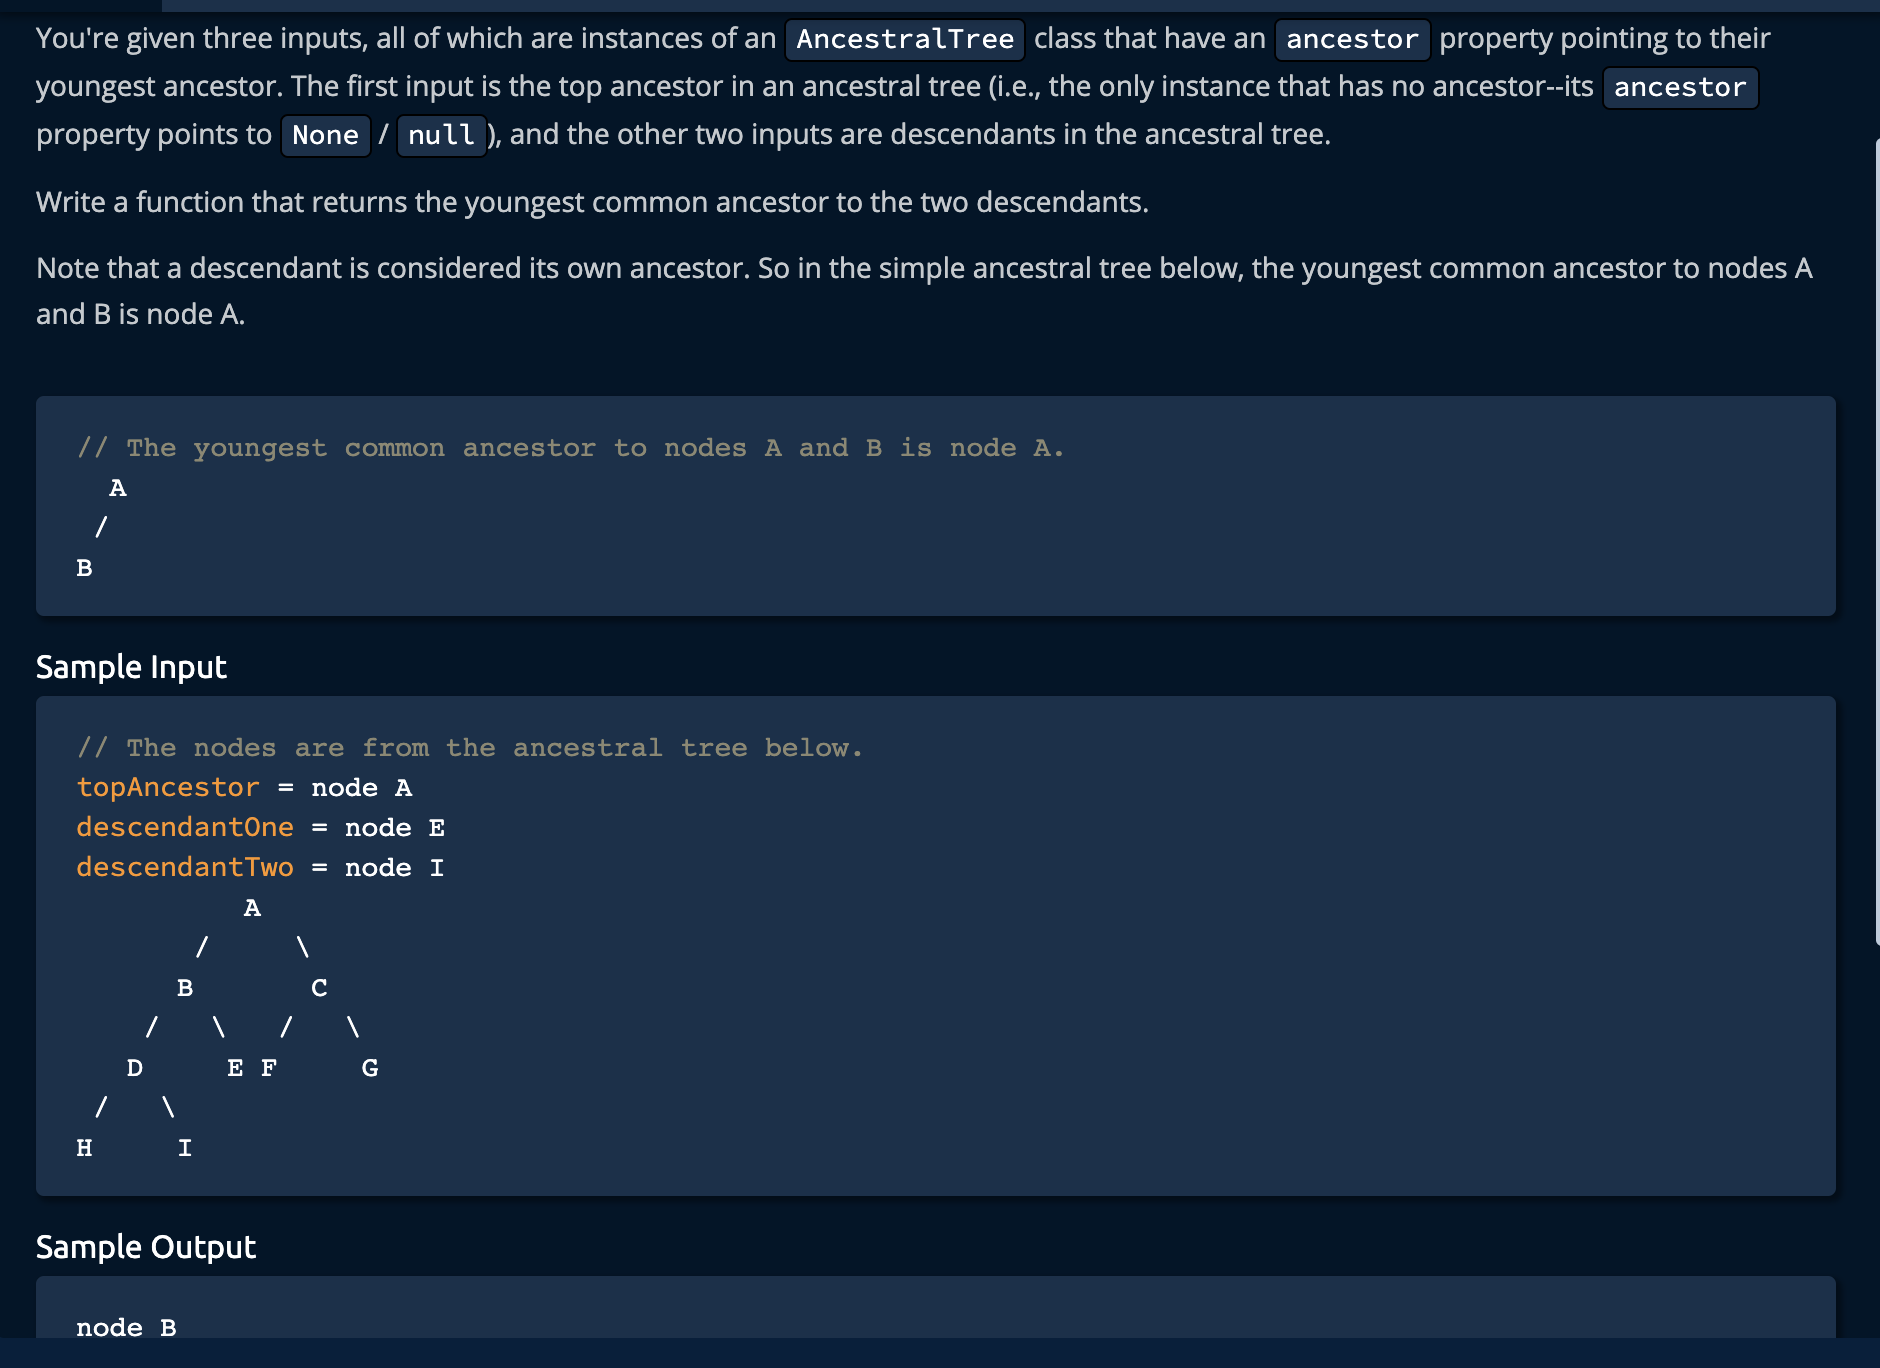 You're given three inputs, all of which are instances of an AncestralTree class that have an ancestor property pointing to their
youngest ancestor. The first input is the top ancestor in an ancestral tree (i.e., the only instance that has no ancestor--its ancestor
property points to None / null ), and the other two inputs are descendants in the ancestral tree.
Write a function that returns the youngest common ancestor to the two descendants.
Note that a descendant is considered its own ancestor. So in the simple ancestral tree below, the youngest common ancestor to nodes A
and B is node A.
// The youngest common ancestor to nodes A and B is node A.
  A
 /
B
Sample Input
// The nodes are from the ancestral tree below.
topAncestor = node A
descendantOne = node E
descendantTwo = node I
          A
       /     \
      B       C
    /   \   /   \
   D     E F     G
 /   \
H     I
Sample Output
node B